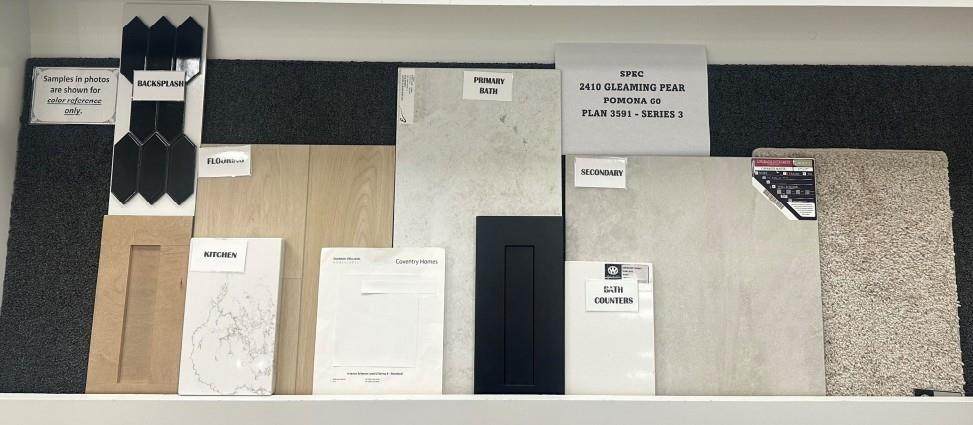 Samples in photos
are shown for
color reference
only.
BACKSPLASH
FLOORING
KITCHEN
Coventry Homes
PRIMARY
BATH
SPEC
2410 GLEAMING PEAR
POMONA 60
PLAN 3591 - SERIES 3
SECONDARY
BATH
COUNTERS